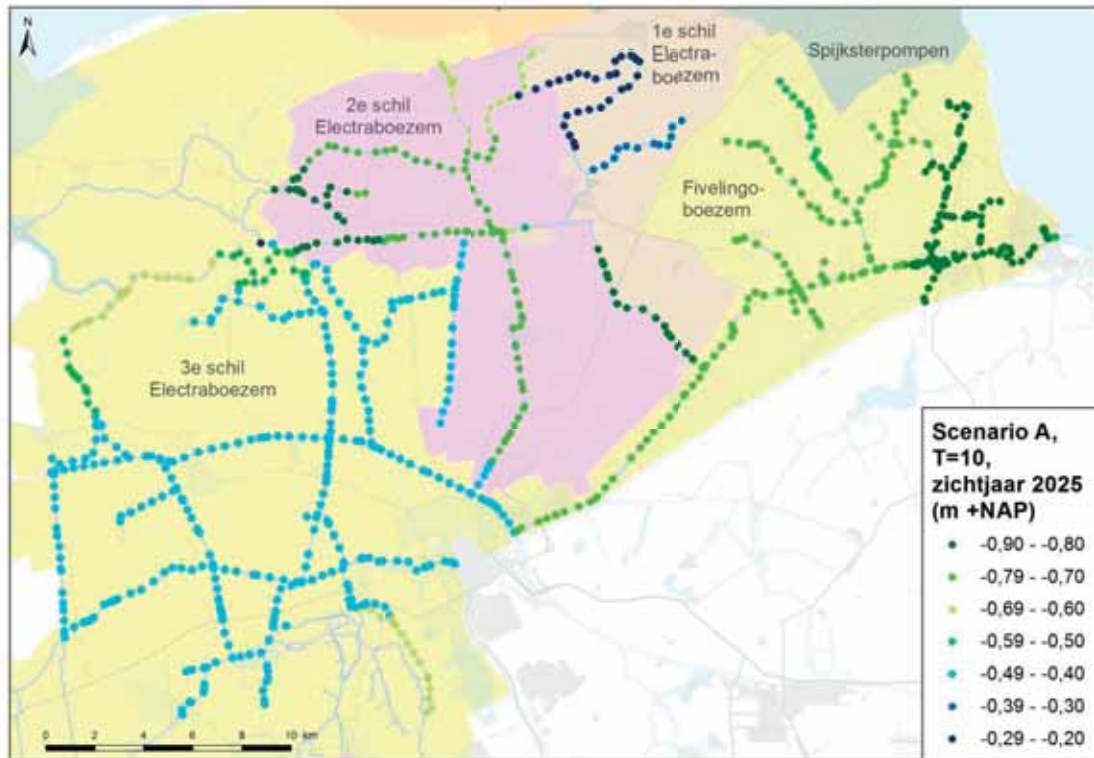 N
1e schil
Electra-
boezem
Spijksterpompen
2e schil
Electraboezem
Fivelingo-
boezem
3e schil
Electraboezem
Scenario A,
T=10,
zichtjaar 2025
(m +NAP)
-0,90 - -0,80
-0,79 - -0,70
-0,69 - -0,60
-0,59 - -0,50
-0,49 - -0,40
-0,39 - -0,30
-0,29 - -0,20
0 2 4 6 8 10 km